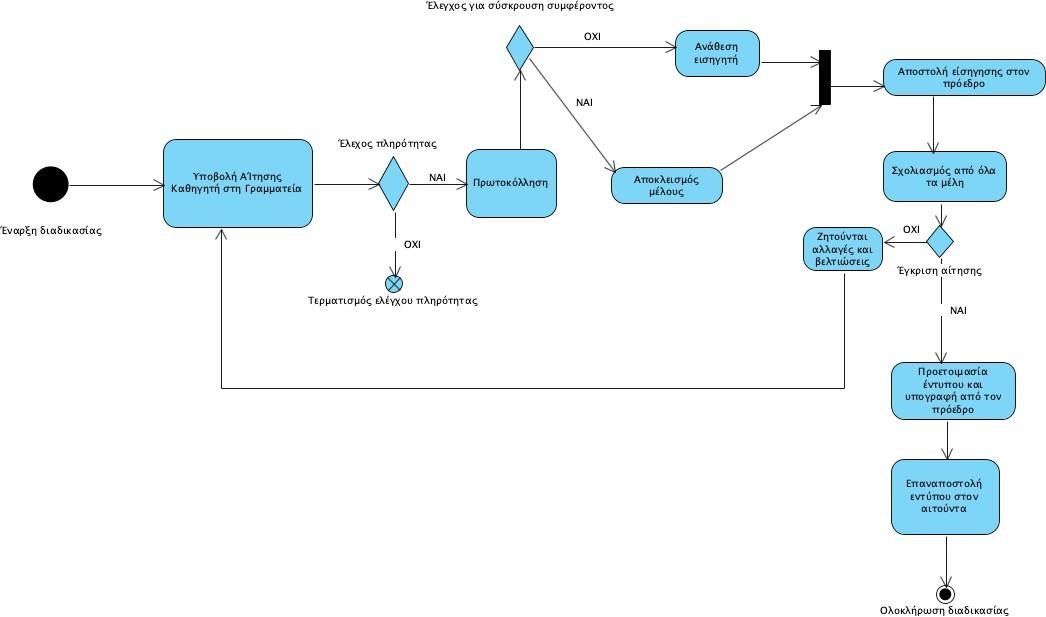 Έλεγχος για σύσκρουση συμφέροντος
ΟΧΙ
Ανάθεση
εισηγητή
Αποστολή είσηγησης στον
πρόεδρο
ΝΑΙ
Έλεχος πληρότητας
Υποβολή Αΐτησης
Καθηγητή στη Γραμματεία
ΝΑΙ
Πρωτοκόλληση
Αποκλεισμός
μέλους
Σχολιασμός από όλα
τα μέλη
Έναρξη διαδικασίας
ΟΧΙ
Τερματισμός ελέγχου πληρότητας
ΟΧΙ
Ζητούνται
αλλαγές και
βελτιώσεις
Έγκριση αίτησης
ΝΑΙ
Προετοιμασία
έντυπου και
υπογραφή από τον
πρόεδρο
Επαναποστολή
εντύπου στον
αιτούντα
Ολοκλήρωση διαδικασίας